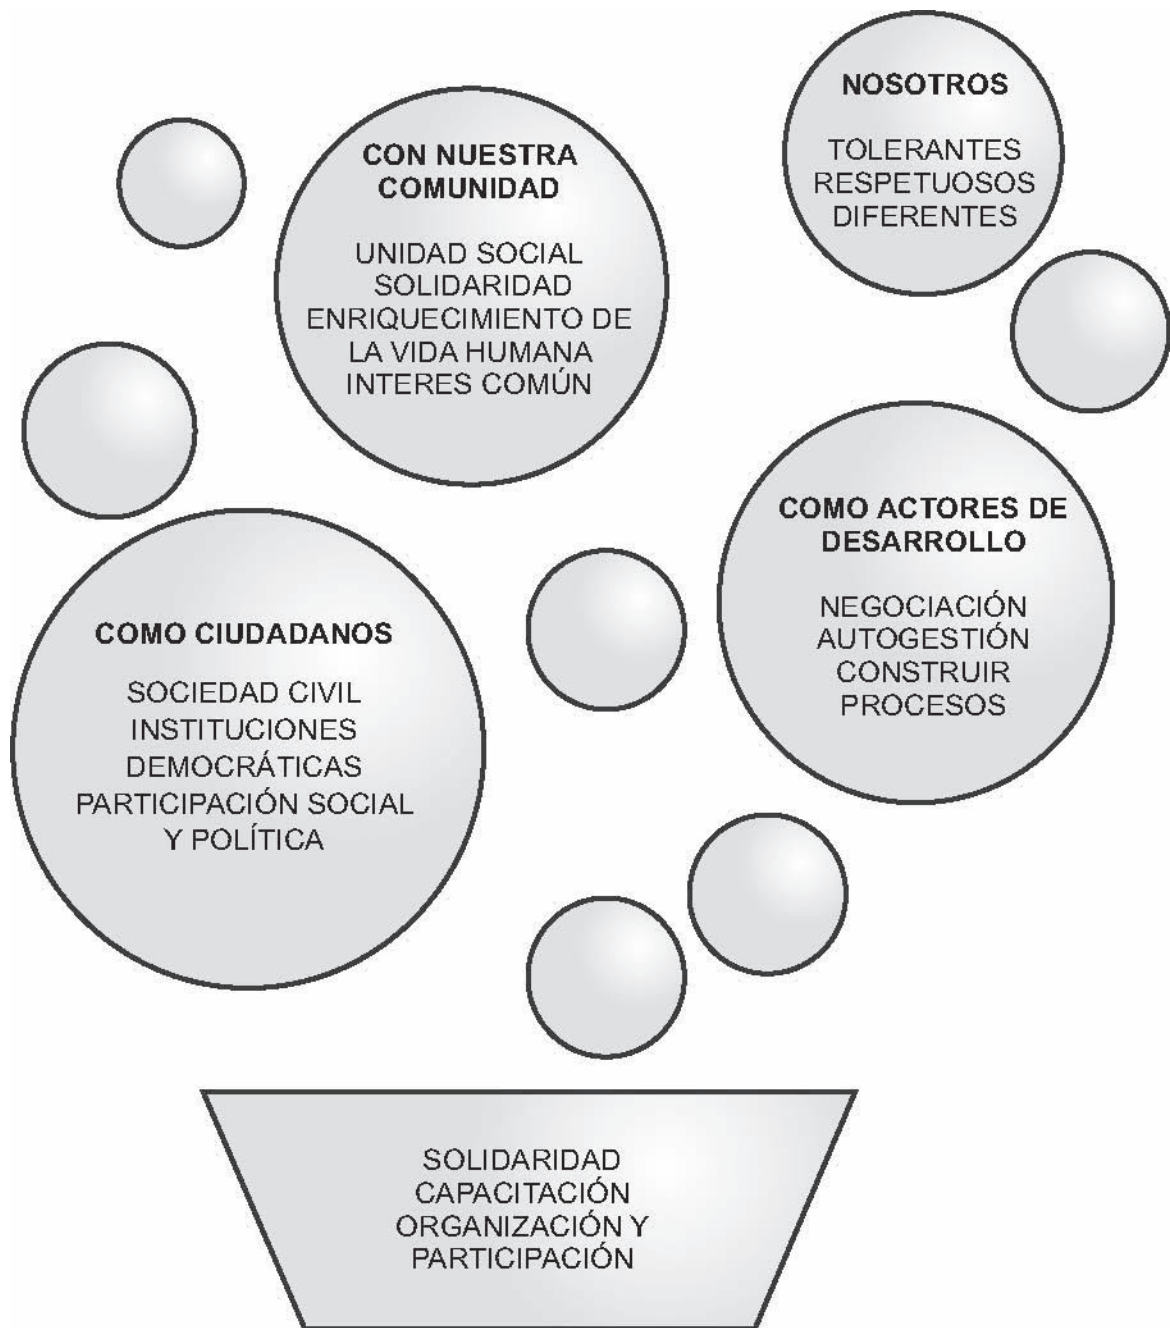 NOSOTROS
TOLERANTES
RESPETUOSOS
DIFERENTES
CON NUESTRA
COMUNIDAD
UNIDAD SOCIAL
SOLIDARIDAD
ENRIQUECIMIENTO DE
LA VIDA HUMANA
INTERES COMÚN
COMO ACTORES DE
DESARROLLO
NEGOCIACIÓN
AUTOGESTIÓN
CONSTRUIR
PROCESOS
COMO CIUDADANOS
SOCIEDAD CIVIL
INSTITUCIONES
DEMOCRÁTICAS
PARTICIPACIÓN SOCIAL
Y POLÍTICA
SOLIDARIDAD
CAPACITACIÓN
ORGANIZACIÓN Y
PARTICIPACIÓN